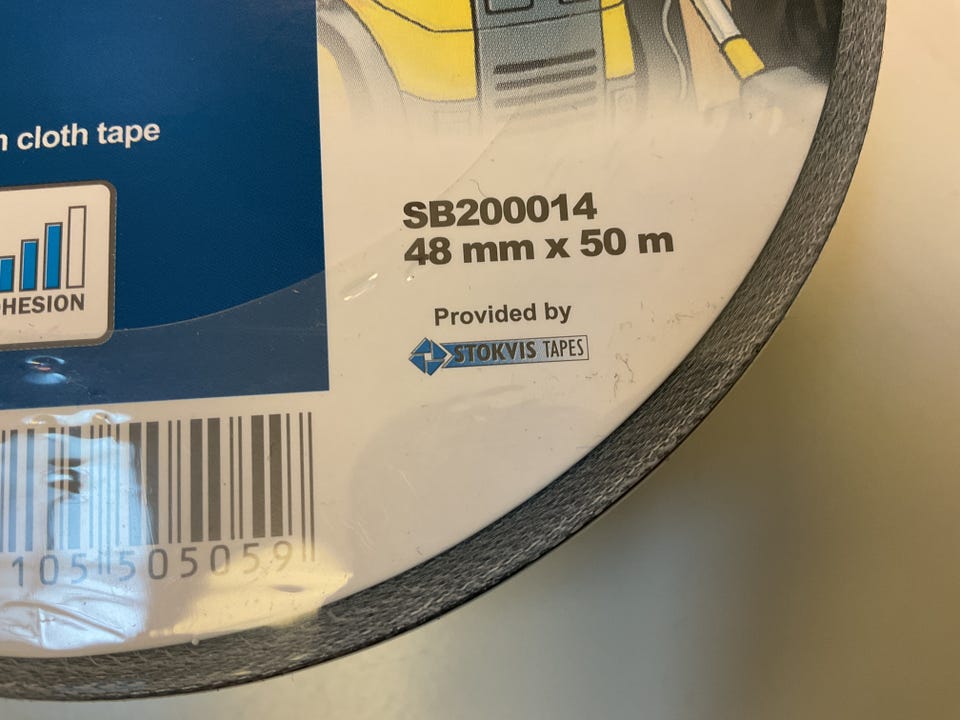 cloth tape
SB200014
48 mm x 50 m
HESION
Provided by
STOKVIS TAPES
105 505059